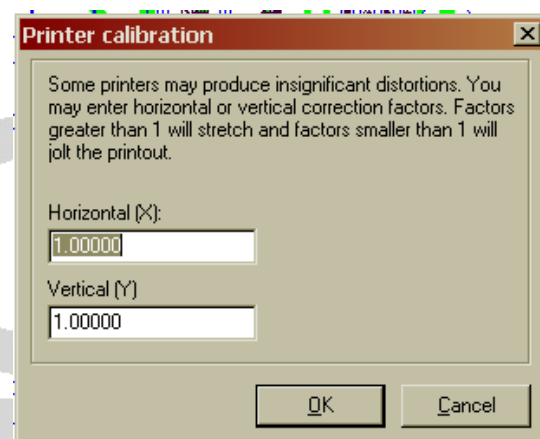 Printer calibration
Some printers may produce insignificant distortions. You
may enter horizontal or vertical correction factors. Factors
greater than 1 will stretch and factors smaller than 1 will
jolt the printout.
Horizontal (X):
1.00000
Vertical (Y)
1.00000
OK
Cancel